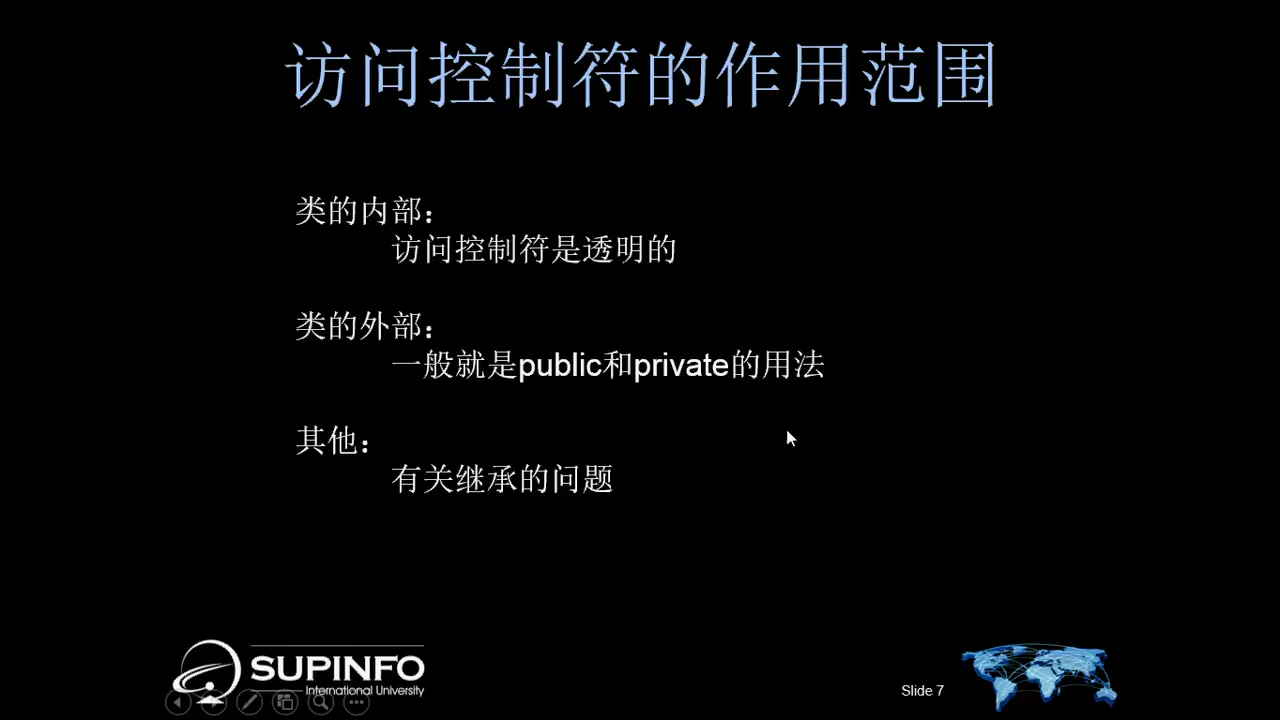 访问控制符的作用范围
类的内部：
访问控制符是透明的
类的外部：
一般就是public和private的用法
其他：
有关继承的问题
SUPINFO
International University
Slide 7